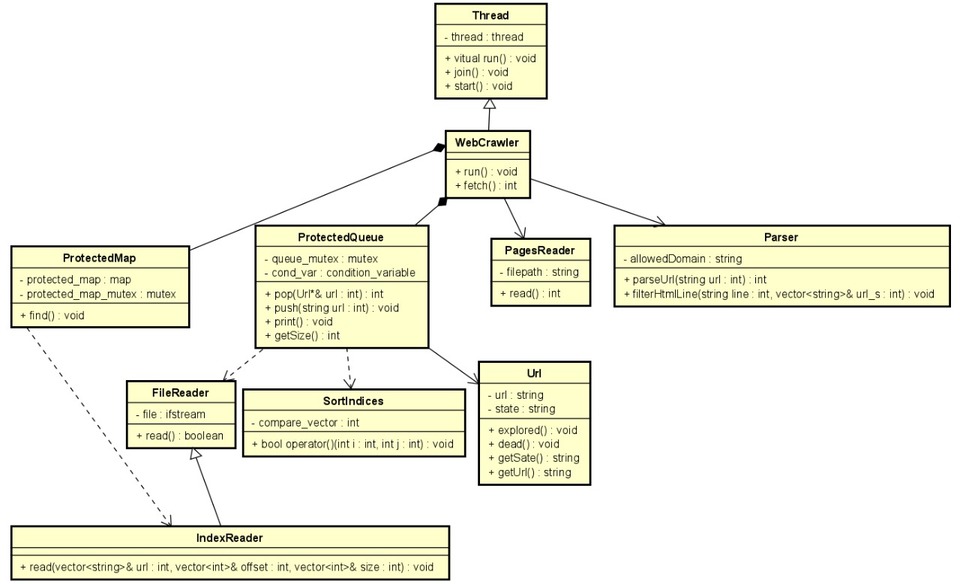 Thread
- thread : thread
+ vitual run() : void
+ join() : void
+ start() : void
WebCrawler
+ run() : void
+ fetch() : int
ProtectedMap
- protected_map : map
- protected_map_mutex : mutex
+ find() : void
ProtectedQueue
- queue_mutex : mutex
- cond_var : condition_variable
+ pop(Url*& url : int) : int
+ push(string url : int) : void
+ print() : void
+ getSize() : int
PagesReader
- filepath : string
+ read() : int
Parser
- allowedDomain : string
+ parseUrl(string url : int) : int
+ filterHtmlLine(string line : int, vector<string>& url_s : int) : void
FileReader
- file : ifstream
+ read() : boolean
SortIndices
- compare_vector : int
+ bool operator()(int i : int, int j : int) : void
Url
- url : string
- state : string
+ explored() : void
+ dead() : void
+ getSate() : string
+ getUrl() : string
IndexReader
+ read(vector<string>& url : int, vector<int>& offset : int, vector<int>& size : int) : void